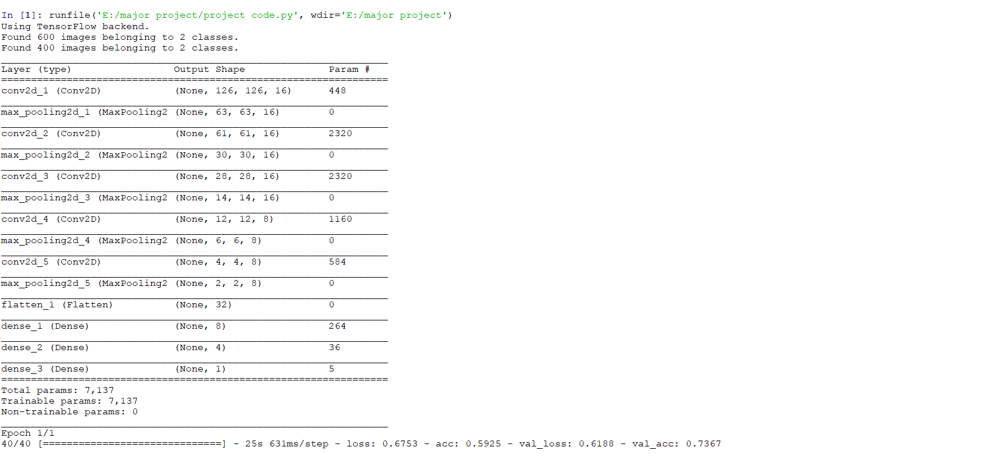 In [1]: runfile('E:/major project/project code.py', wdir='E:/major project')
Using TensorFlow backend.
Found 600 images belonging to 2 classes.
Found 400 images belonging to 2 classes.
_________________________________________________________________
Layer (type)                 Output Shape              Param #
=================================================================
conv2d_1 (Conv2D)            (None, 126, 126, 16)      448
_________________________________________________________________
max_pooling2d_1 (MaxPooling2 (None, 63, 63, 16)        0
_________________________________________________________________
conv2d_2 (Conv2D)            (None, 61, 61, 16)        2320
_________________________________________________________________
max_pooling2d_2 (MaxPooling2 (None, 30, 30, 16)        0
_________________________________________________________________
conv2d_3 (Conv2D)            (None, 28, 28, 16)        2320
_________________________________________________________________
max_pooling2d_3 (MaxPooling2 (None, 14, 14, 16)        0
_________________________________________________________________
conv2d_4 (Conv2D)            (None, 12, 12, 8)         1160
_________________________________________________________________
max_pooling2d_4 (MaxPooling2 (None, 6, 6, 8)           0
_________________________________________________________________
conv2d_5 (Conv2D)            (None, 4, 4, 8)           584
_________________________________________________________________
max_pooling2d_5 (MaxPooling2 (None, 2, 2, 8)           0
_________________________________________________________________
flatten_1 (Flatten)          (None, 32)                0
_________________________________________________________________
dense_1 (Dense)              (None, 8)                 264
_________________________________________________________________
dense_2 (Dense)              (None, 4)                 36
_________________________________________________________________
dense_3 (Dense)              (None, 1)                 5
=================================================================
Total params: 7,137
Trainable params: 7,137
Non-trainable params: 0
_________________________________________________________________
Epoch 1/1
40/40 [==============================] - 25s 631ms/step - loss: 0.6753 - acc: 0.5925 - val_loss: 0.6188 - val_acc: 0.7367